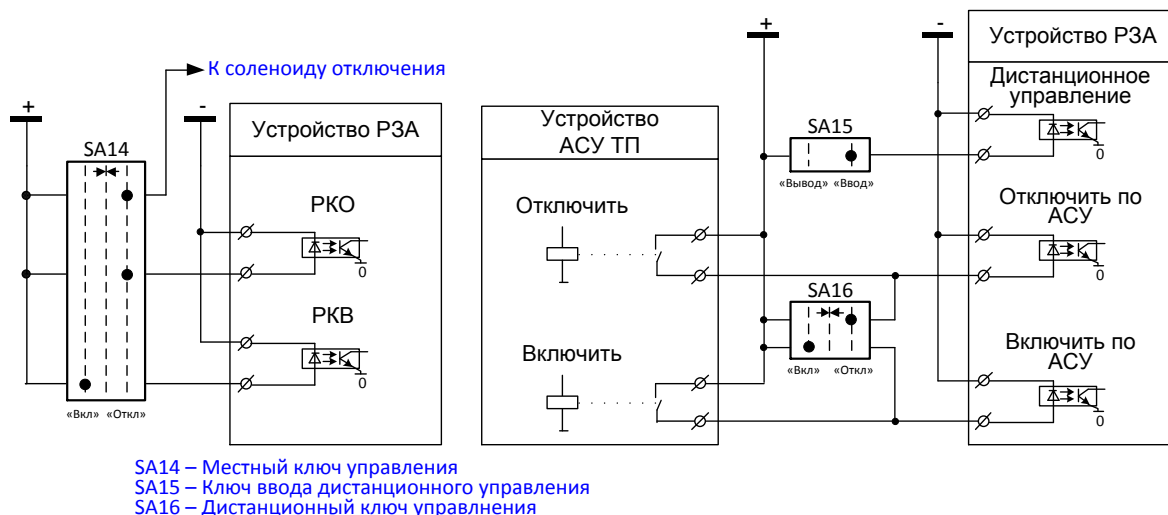 К соленоиду отключения
+
-
SA14
Устройство РЗА
РКО
0
РКВ
0
«Вкл» «Откл»
Устройство
АСУ ТП
Отключить
Включить
+
-
SA15
«Вывод» «Ввод»
SA16
«Вкл» «Откл»
Устройство РЗА
Дистанционное
управление
0
Отключить по
АСУ
0
Включить по
АСУ
0
SA14 – Местный ключ управления
SA15 – Ключ ввода дистанционного управления
SA16 – Дистанционный ключ управлнения